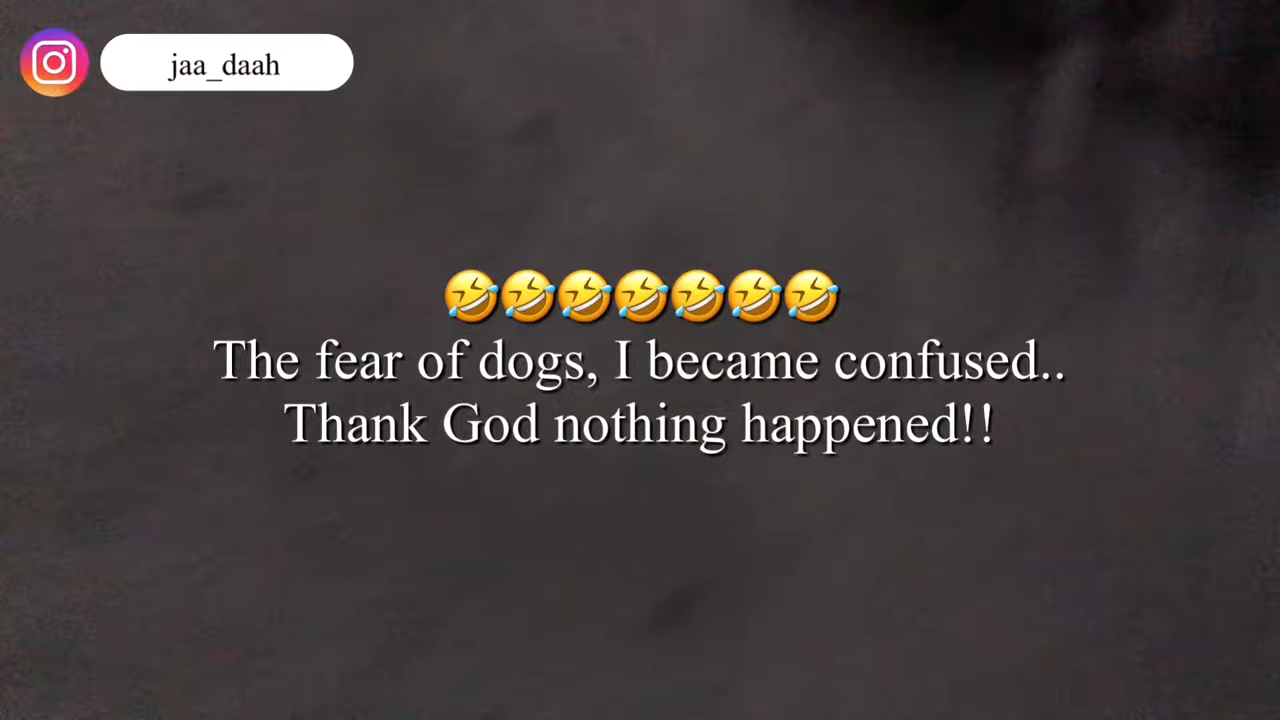 jaa_daah
🤣🤣🤣🤣🤣🤣🤣
The fear of dogs, I became confused..
Thank God nothing happened!!